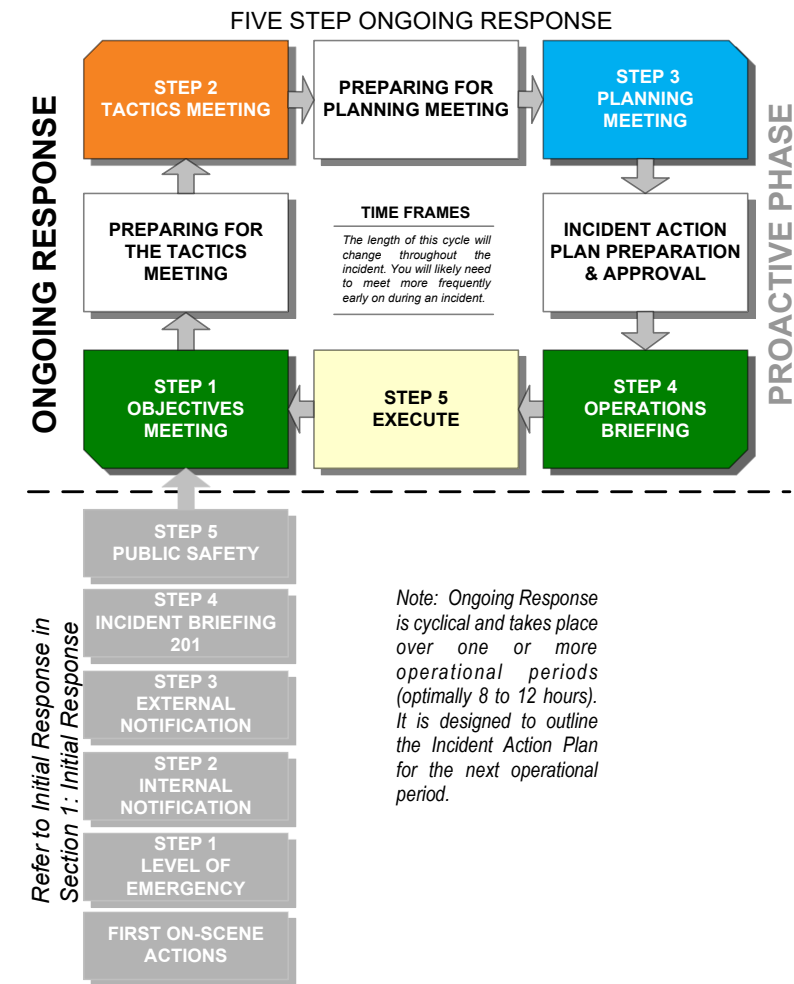 FIVE STEP ONGOING RESPONSE
ONGOING RESPONSE
STEP 2
TACTICS MEETING
PREPARING FOR
PLANNING MEETING
STEP 3
PLANNING
MEETING
PROACTIVE PHASE
PREPARING FOR
THE TACTICS
MEETING
TIME FRAMES
The length of this cycle will
change throughout the
incident. You will likely need
to meet more frequently
early on during an incident.
INCIDENT ACTION
PLAN PREPARATION
& APPROVAL
STEP 1
OBJECTIVES
MEETING
STEP 5
EXECUTE
STEP 4
OPERATIONS
BRIEFING
Refer to Initial Response in
Section 1: Initial Response
STEP 5
PUBLIC SAFETY
STEP 4
INCIDENT BRIEFING
201
STEP 3
EXTERNAL
NOTIFICATION
STEP 2
INTERNAL
NOTIFICATION
STEP 1
LEVEL OF
EMERGENCY
FIRST ON-SCENE
ACTIONS
Note: Ongoing Response
is cyclical and takes place
over one or more
operational periods
(optimally 8 to 12 hours).
It is designed to outline
the Incident Action Plan
for the next operational
period.